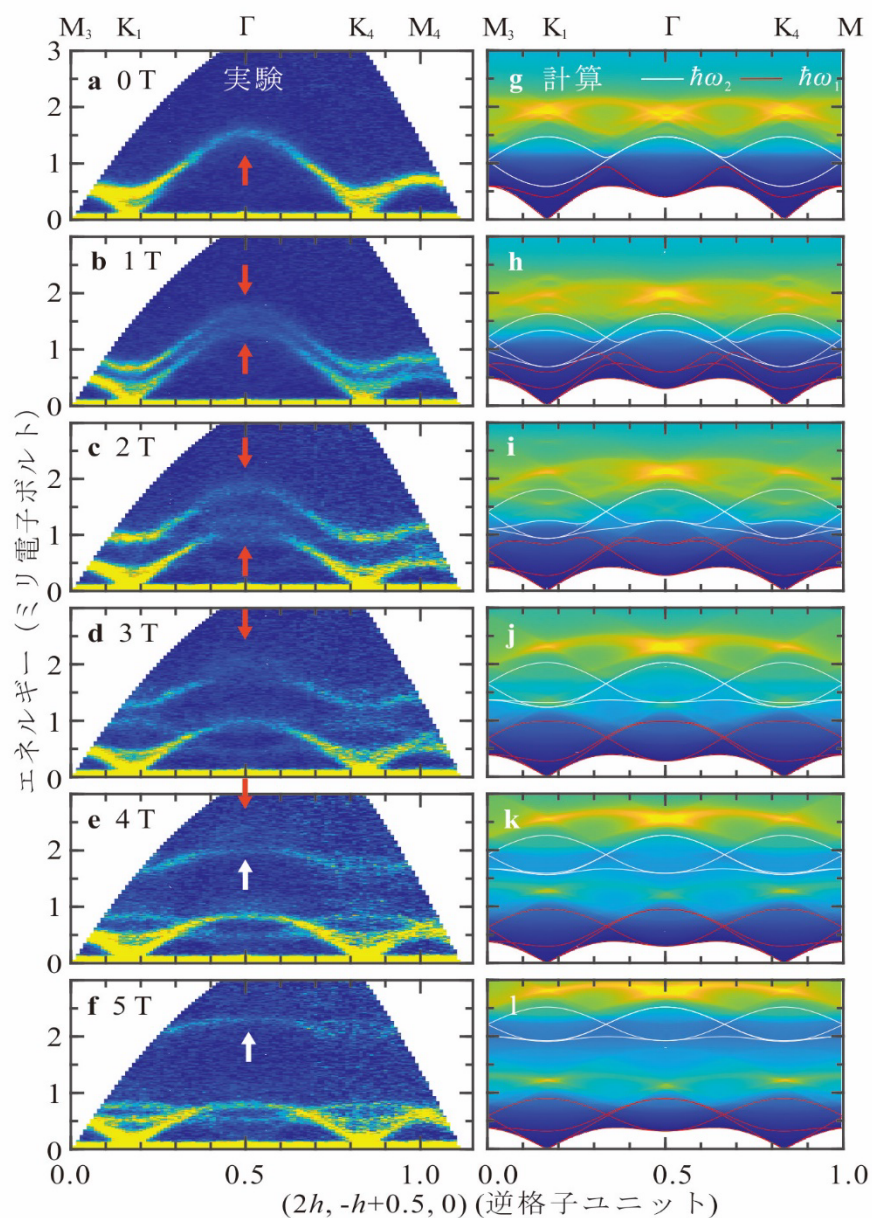 M₃ K₁ Γ K₄ M₄ M₃ K₁ Γ K₄ M
3
a 0 T 実験
g 計算 ħω₂ ħω₁
2
1
0
b 1 T
h
2
1
0
c 2 T
i
2
1
0
d 3 T
j
2
1
0
e 4 T
k
2
1
0
f 5 T
l
2
1
0
エネルギー (ミリ電子ボルト)
0.0 0.5 1.0 0.0 0.5 1.0
(2h, -h+0.5, 0) (逆格子ユニット)